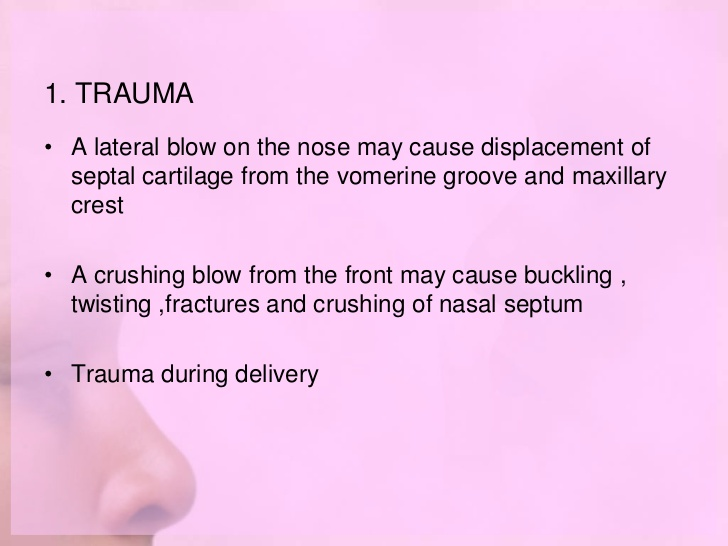 1. TRAUMA
• A lateral blow on the nose may cause displacement of
septal cartilage from the vomerine groove and maxillary
crest
• A crushing blow from the front may cause buckling ,
twisting ,fractures and crushing of nasal septum
• Trauma during delivery